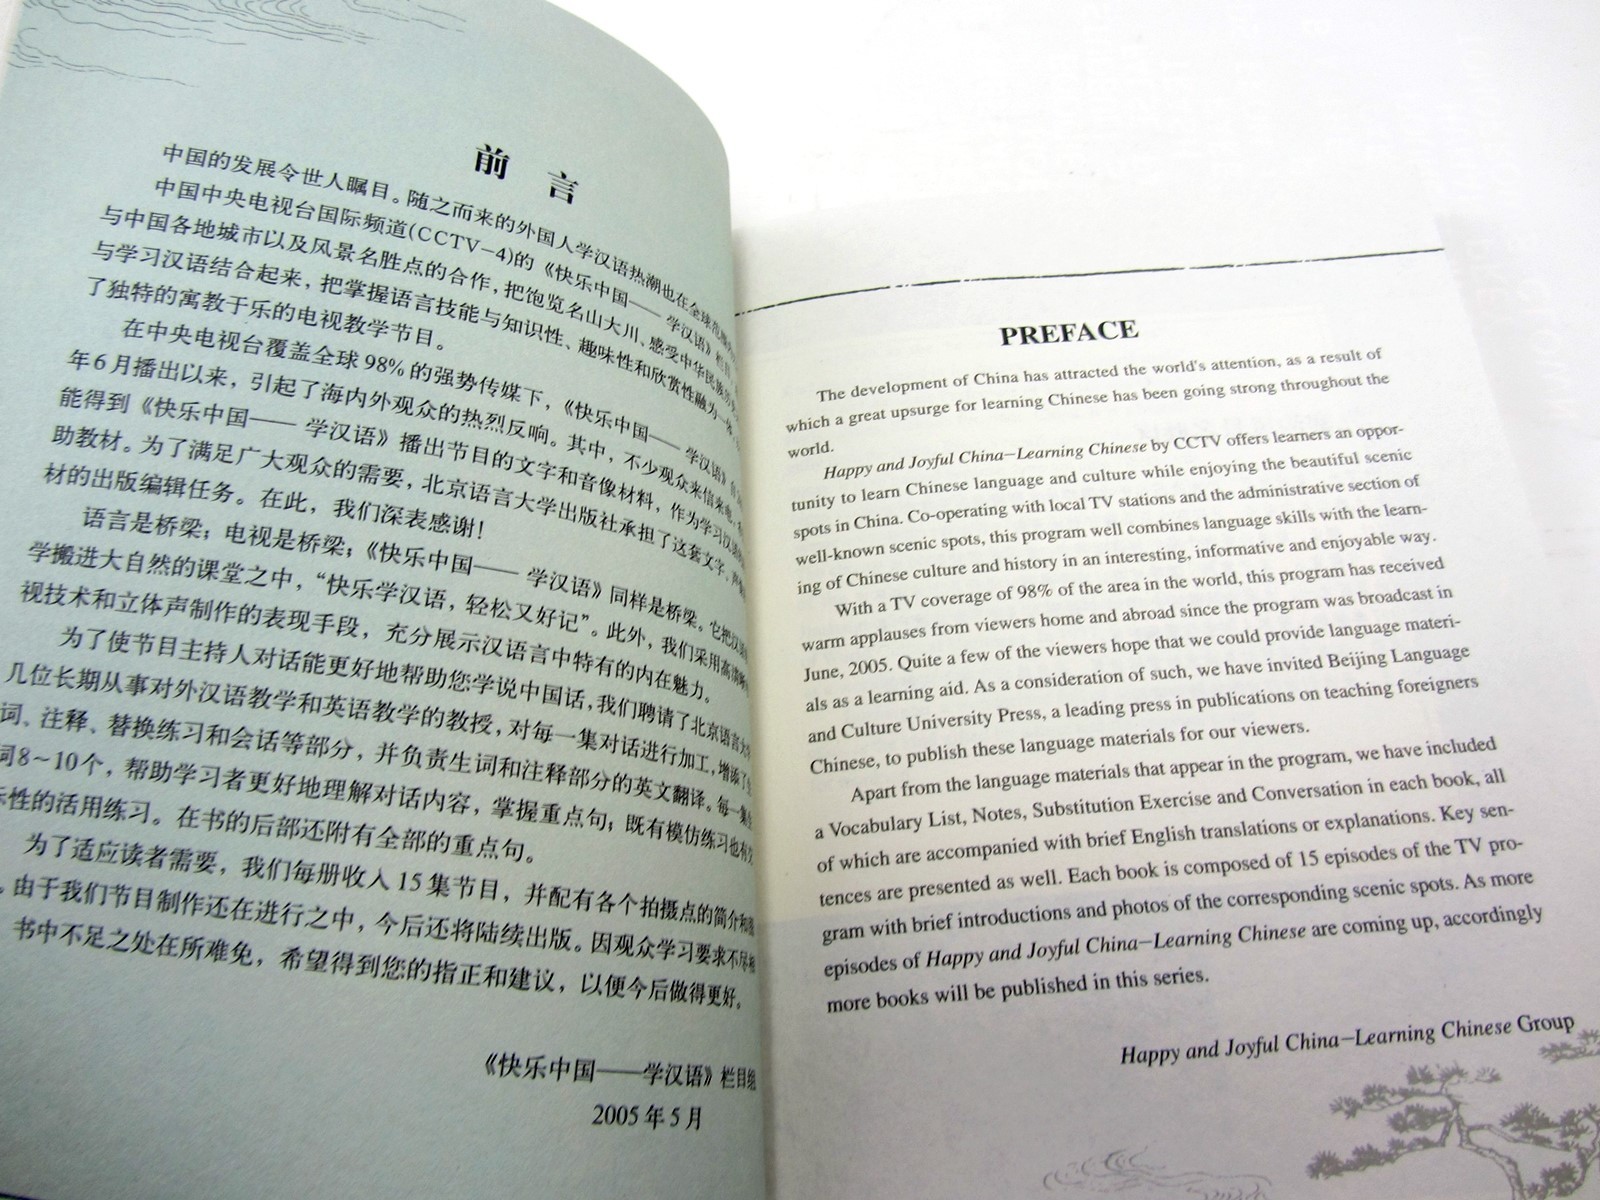 前 言
中国的发展令世人瞩目。随之而来的外国人学汉语热潮也在全球范围
中国中央电视台国际频道(CCTV-4)的《快乐中国—— 学汉语》栏目
与中国各地城市以及风景名胜点的合作，把饱览名山大川、感受中华民族
与学习汉语结合起来，把掌握语言技能与知识性、趣味性和欣赏性融为一体
了独特的寓教于乐的电视教学节目。
在中央电视台覆盖全球98%的强势传媒下，《快乐中国—— 学汉语》
年6月播出以来，引起了海内外观众的热烈反响。其中，不少观众来信来电
能得到《快乐中国—— 学汉语》播出节目的文字和音像材料，作为学习汉语
助教材。为了满足广大观众的需要，北京语言大学出版社承担了这套文字、声像
材的出版编辑任务。在此，我们深表感谢！
语言是桥梁；电视是桥梁；《快乐中国—— 学汉语》同样是桥梁。它把汉语
学搬进大自然的课堂之中，“快乐学汉语，轻松又好记”。此外，我们采用高清晰
视技术和立体声制作的表现手段，充分展示汉语言中特有的内在魅力。
为了使节目主持人对话能更好地帮助您学说中国话，我们聘请了北京语言大
几位长期从事对外汉语教学和英语教学的教授，对每一集对话进行加工，增添了生
词、注释、替换练习和会话等部分，并负责生词和注释部分的英文翻译。每一集生
词8～10个，帮助学习者更好地理解对话内容，掌握重点句；既有模仿练习也有交
际性的活用练习。在书的后部还附有全部的重点句。
为了适应读者需要，我们每册收入15集节目，并配有各个拍摄点的简介和
。由于我们节目制作还在进行之中，今后还将陆续出版。因观众学习要求不尽相
书中不足之处在所难免，希望得到您的指正和建议，以便今后做得更好。
《快乐中国——学汉语》栏目组
2005年5月
PREFACE
The development of China has attracted the world's attention, as a result of
which a great upsurge for learning Chinese has been going strong throughout the
world.
Happy and Joyful China–Learning Chinese by CCTV offers learners an oppor-
tunity to learn Chinese language and culture while enjoying the beautiful scenic
spots in China. Co-operating with local TV stations and the administrative section of
well-known scenic spots, this program well combines language skills with the learn-
ing of Chinese culture and history in an interesting, informative and enjoyable way.
With a TV coverage of 98% of the area in the world, this program has received
warm applauses from viewers home and abroad since the program was broadcast in
June, 2005. Quite a few of the viewers hope that we could provide language materi-
als as a learning aid. As a consideration of such, we have invited Beijing Language
and Culture University Press, a leading press in publications on teaching foreigners
Chinese, to publish these language materials for our viewers.
Apart from the language materials that appear in the program, we have included
a Vocabulary List, Notes, Substitution Exercise and Conversation in each book, all
of which are accompanied with brief English translations or explanations. Key sen-
tences are presented as well. Each book is composed of 15 episodes of the TV pro-
gram with brief introductions and photos of the corresponding scenic spots. As more
episodes of Happy and Joyful China–Learning Chinese are coming up, accordingly
more books will be published in this series.
Happy and Joyful China–Learning Chinese Group